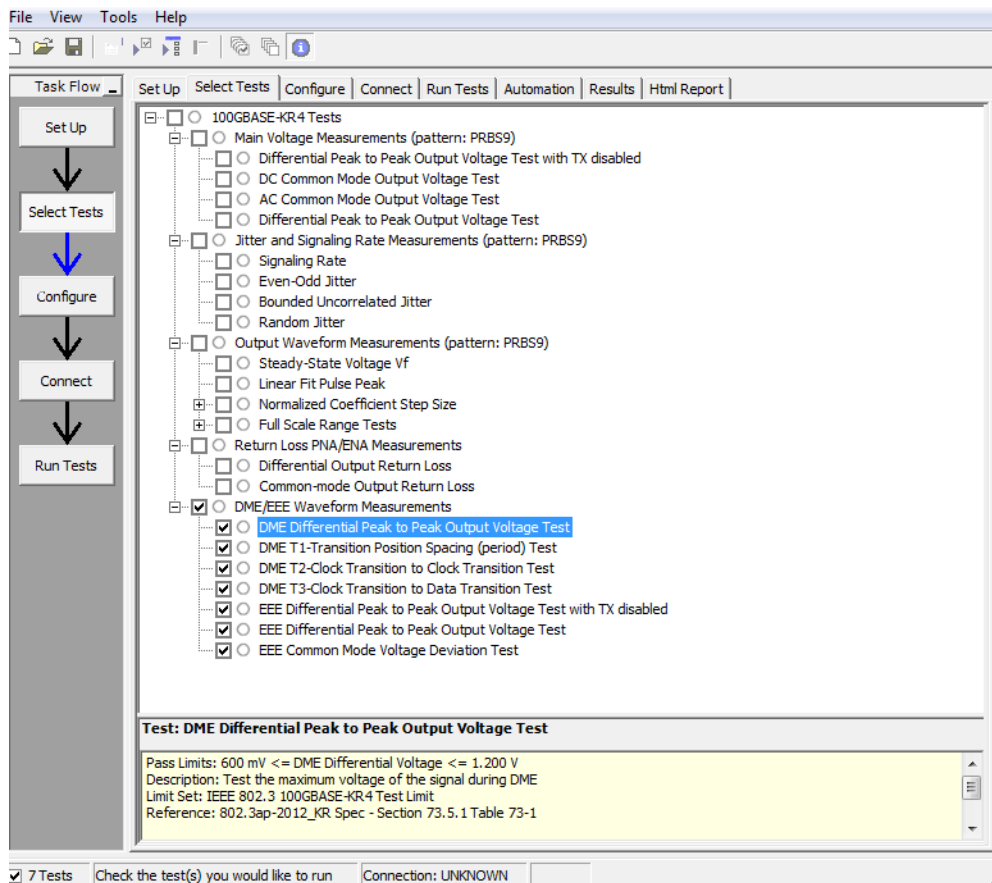 File View Tools Help
Task Flow
Set Up
Select Tests
Configure
Connect
Run Tests
Set Up Select Tests Configure Connect Run Tests Automation Results Html Report
100GBASE-KR4 Tests
Main Voltage Measurements (pattern: PRBS9)
Differential Peak to Peak Output Voltage Test with TX disabled
DC Common Mode Output Voltage Test
AC Common Mode Output Voltage Test
Differential Peak to Peak Output Voltage Test
Jitter and Signaling Rate Measurements (pattern: PRBS9)
Signaling Rate
Even-Odd Jitter
Bounded Uncorrelated Jitter
Random Jitter
Output Waveform Measurements (pattern: PRBS9)
Steady-State Voltage Vf
Linear Fit Pulse Peak
Normalized Coefficient Step Size
Full Scale Range Tests
Return Loss PNA/ENA Measurements
Differential Output Return Loss
Common-mode Output Return Loss
DME/EEE Waveform Measurements
DME Differential Peak to Peak Output Voltage Test
DME T1-Transition Position Spacing (period) Test
DME T2-Clock Transition to Clock Transition Test
DME T3-Clock Transition to Data Transition Test
EEE Differential Peak to Peak Output Voltage Test with TX disabled
EEE Differential Peak to Peak Output Voltage Test
EEE Common Mode Voltage Deviation Test
Test: DME Differential Peak to Peak Output Voltage Test
Pass Limits: 600 mV <= DME Differential Voltage <= 1.200 V
Description: Test the maximum voltage of the signal during DME
Limit Set: IEEE 802.3 100GBASE-KR4 Test Limit
Reference: 802.3ap-2012_KR Spec - Section 73.5.1 Table 73-1
7 Tests Check the test(s) you would like to run Connection: UNKNOWN